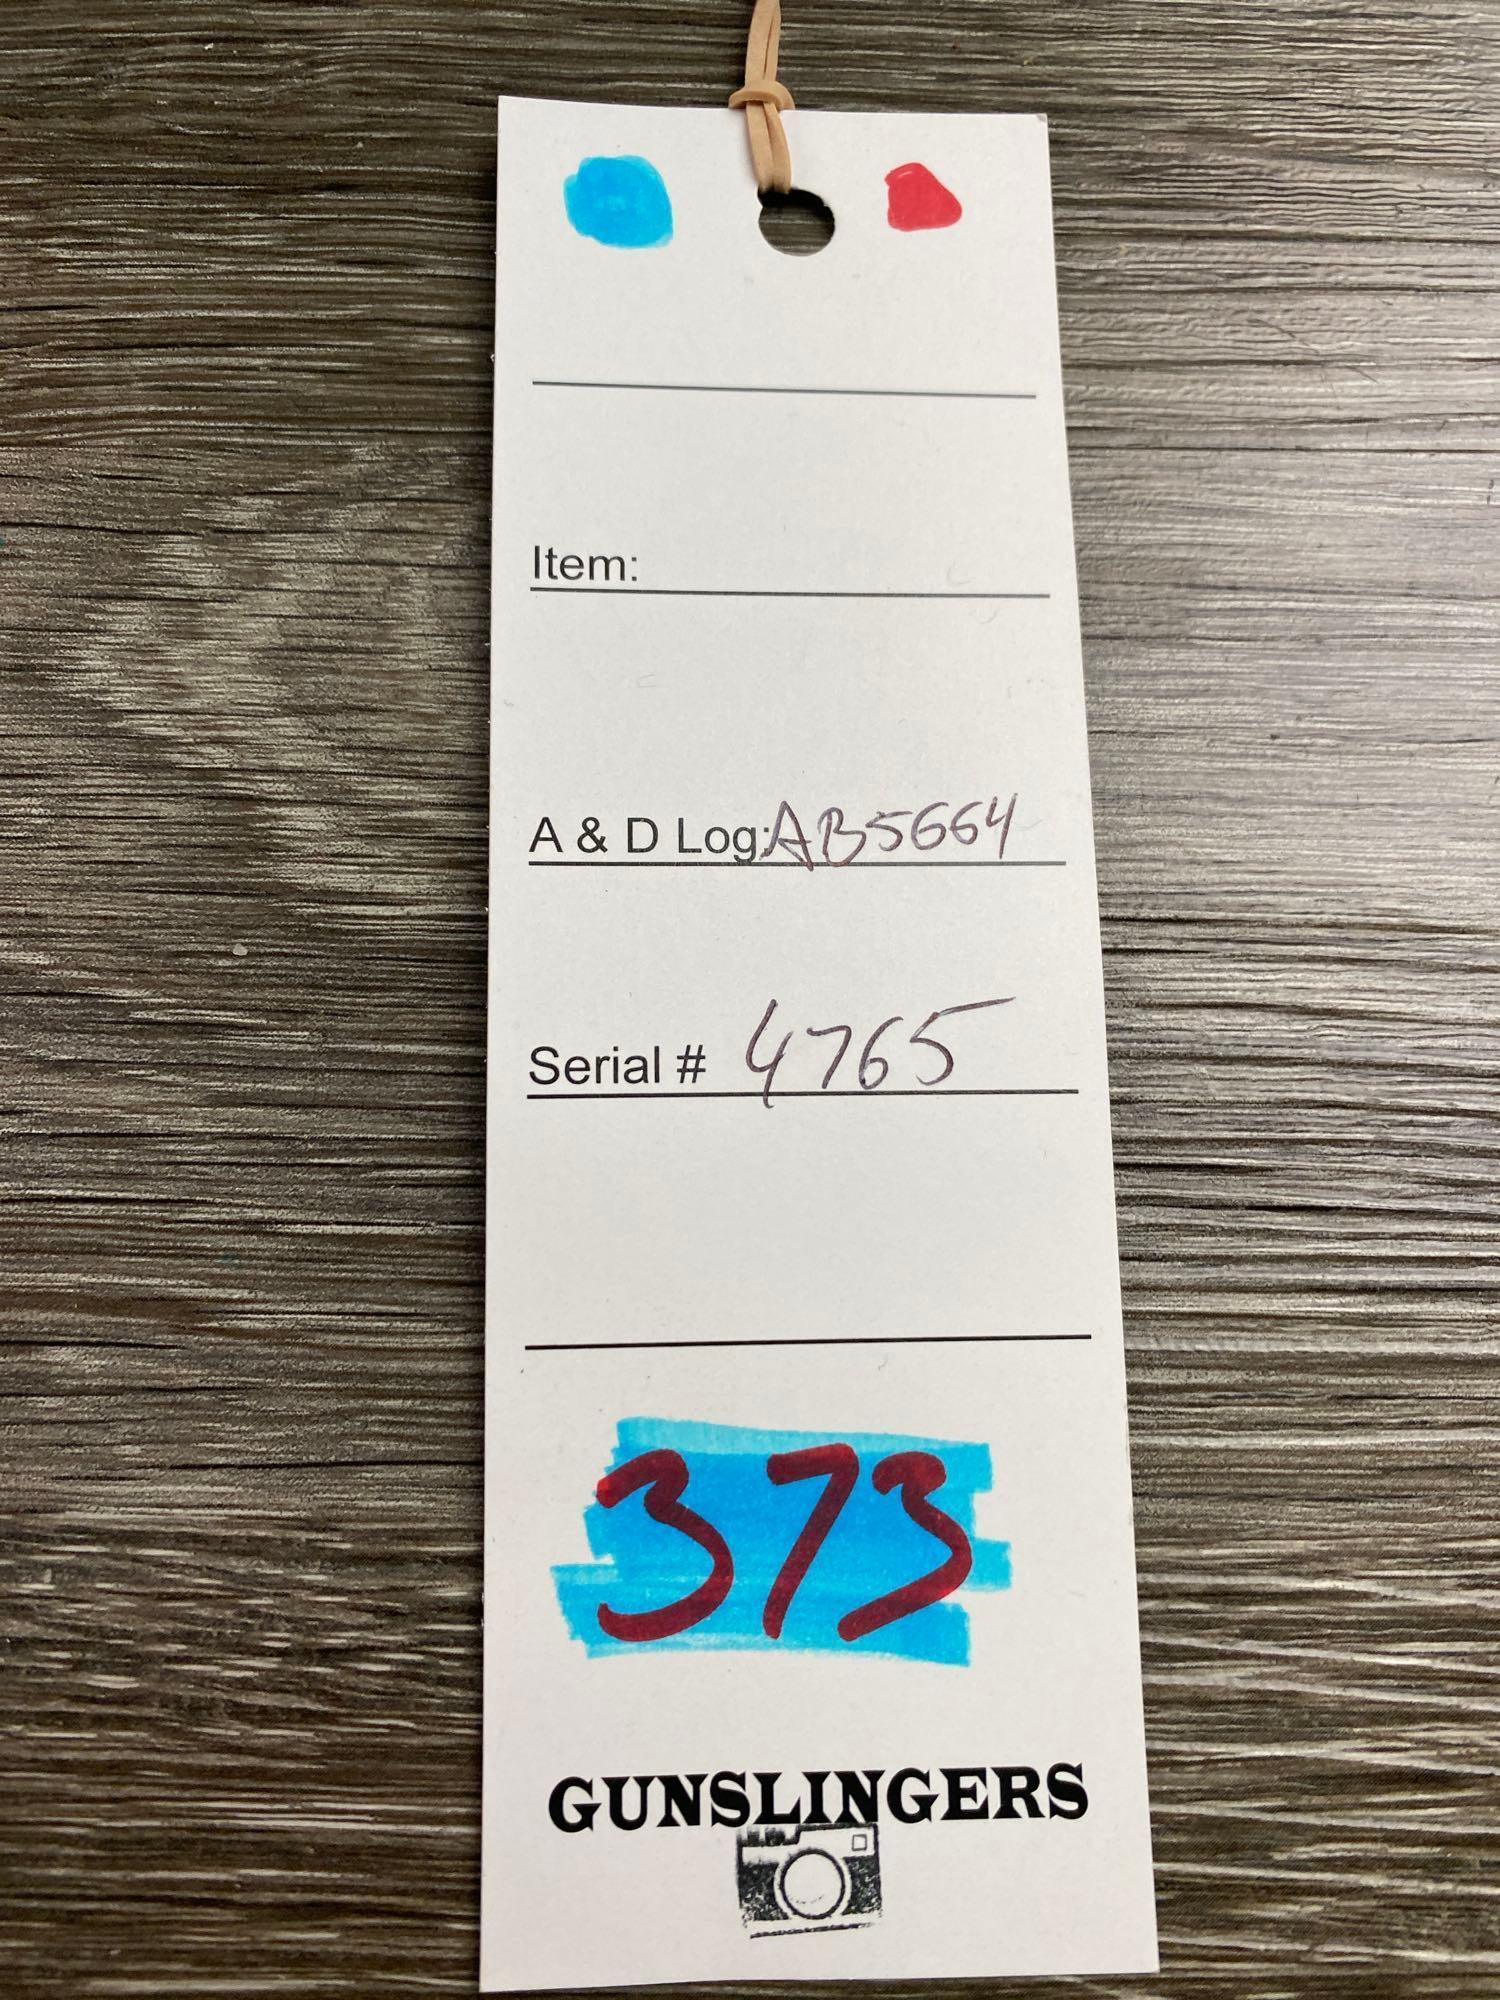 Item:
A & D Log: AB5664
Serial # 4765
373
GUNSLINGERS